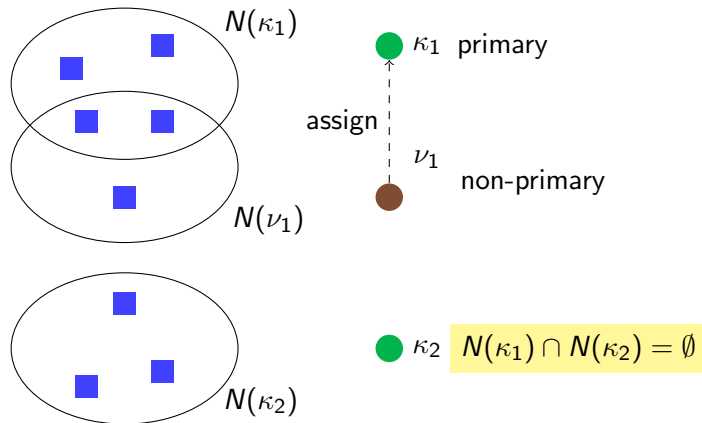 N(κ₁)
κ₁ primary
assign
ν₁
non-primary
N(ν₁)
κ₂ N(κ₁) ∩ N(κ₂) = ∅
N(κ₂)